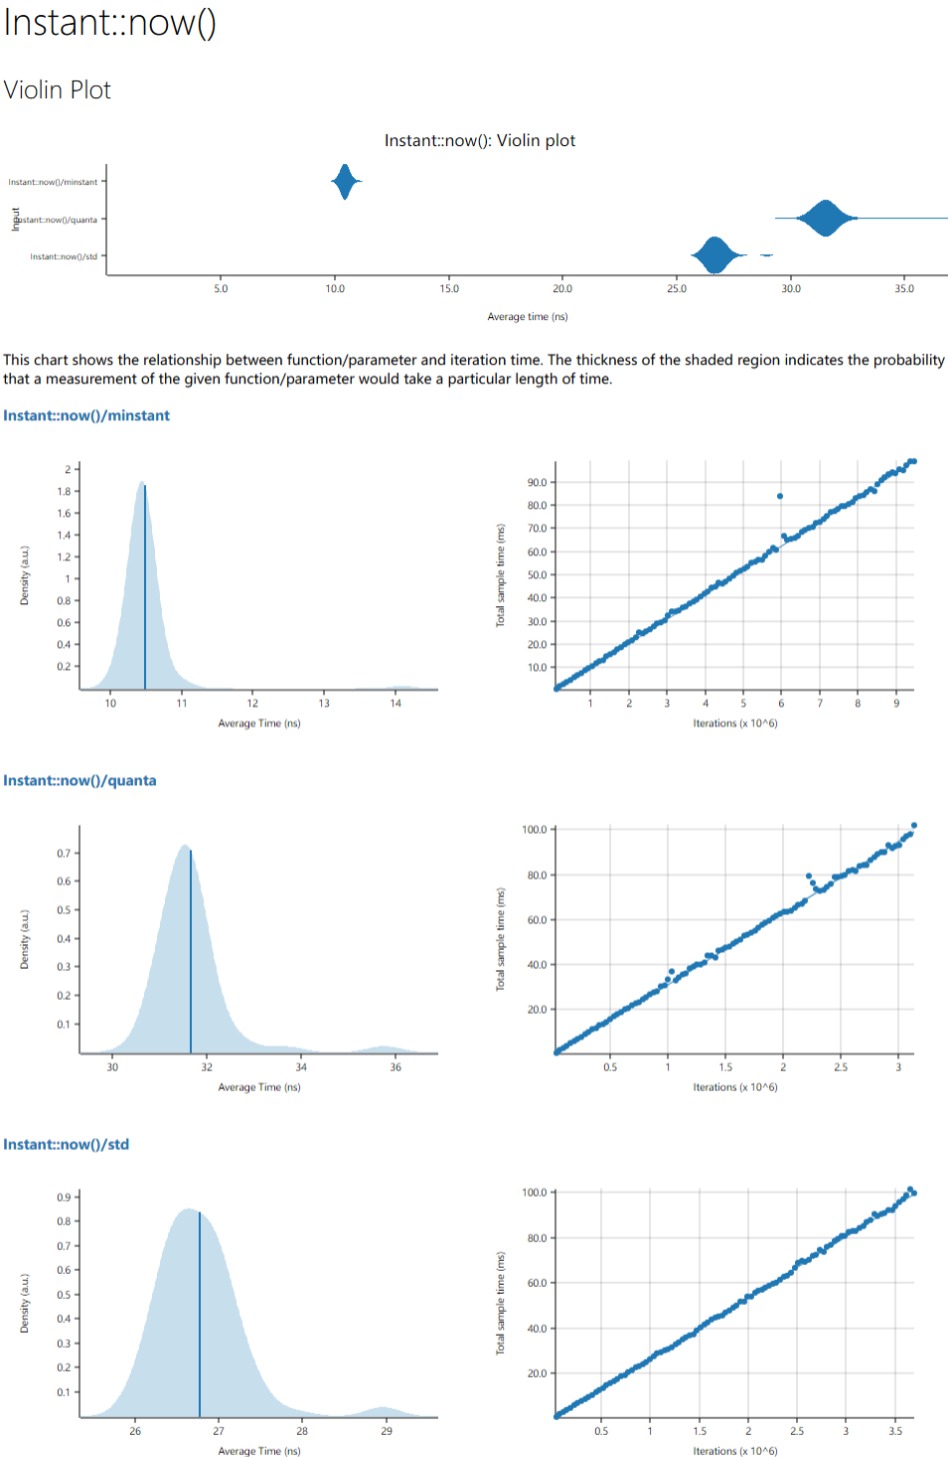 Instant::now()
Violin Plot
Instant::now(): Violin plot
Input
Instant::now()/minstant
nstant::now()/quanta
Instant::now()/std
5.0 10.0 15.0 20.0 25.0 30.0 35.0
Average time (ns)
This chart shows the relationship between function/parameter and iteration time. The thickness of the shaded region indicates the probability
that a measurement of the given function/parameter would take a particular length of time.
Instant::now()/minstant
Density (a.u.)
2
1.8
1.6
1.4
1.2
1
0.8
0.6
0.4
0.2
10 11 12 13 14
Average Time (ns)
Total sample time (ms)
90.0
80.0
70.0
60.0
50.0
40.0
30.0
20.0
10.0
1 2 3 4 5 6 7 8 9
Iterations (x 10^6)
Instant::now()/quanta
Density (a.u.)
0.7
0.6
0.5
0.4
0.3
0.2
0.1
30 32 34 36
Average Time (ns)
Total sample time (ms)
100.0
80.0
60.0
40.0
20.0
0.5 1 1.5 2 2.5 3
Iterations (x 10^6)
Instant::now()/std
Density (a.u.)
0.9
0.8
0.7
0.6
0.5
0.4
0.3
0.2
0.1
26 27 28 29
Average Time (ns)
Total sample time (ms)
100.0
80.0
60.0
40.0
20.0
0.5 1 1.5 2 2.5 3 3.5
Iterations (x 10^6)